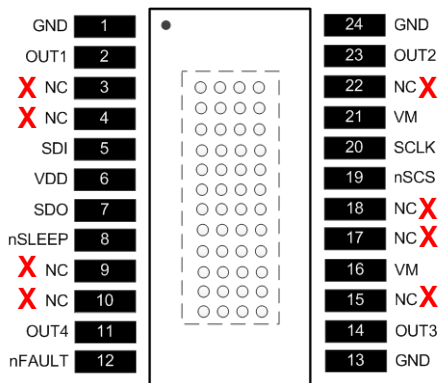 GND 1
OUT1 2
X NC 3
X NC 4
SDI 5
VDD 6
SDO 7
nSLEEP 8
X NC 9
X NC 10
OUT4 11
nFAULT 12
24 GND
23 OUT2
22 NC X
21 VM
20 SCLK
19 nSCS
18 NC X
17 NC X
16 VM
15 NC X
14 OUT3
13 GND